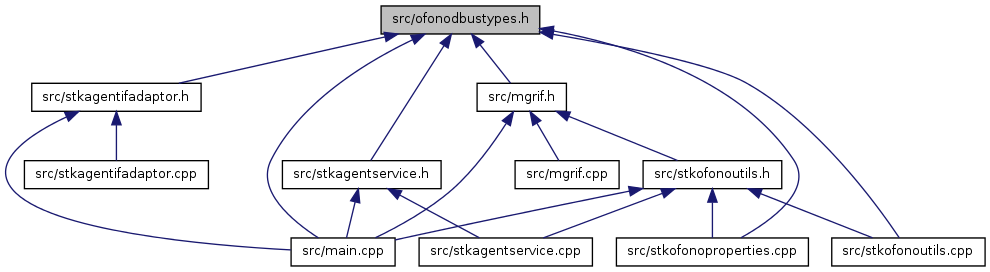 src/ofonodbustypes.h
src/stkagentifadaptor.h
src/mgrif.h
src/stkagentifadaptor.cpp
src/stkagentservice.h
src/mgrif.cpp
src/stkofonoutils.h
src/main.cpp
src/stkagentservice.cpp
src/stkofonoproperties.cpp
src/stkofonoutils.cpp